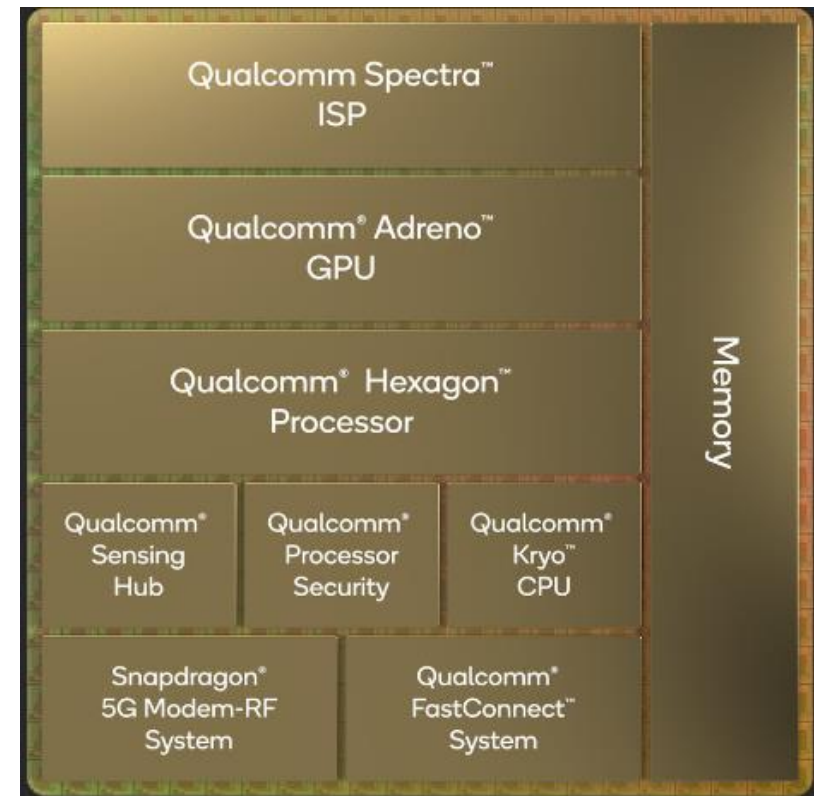 Qualcomm Spectra™
ISP
Qualcomm® Adreno™
GPU
Qualcomm® Hexagon™
Processor
Qualcomm®
Sensing
Hub
Qualcomm®
Processor
Security
Qualcomm®
Kryo™
CPU
Snapdragon®
5G Modem-RF
System
Qualcomm®
FastConnect™
System
Memory